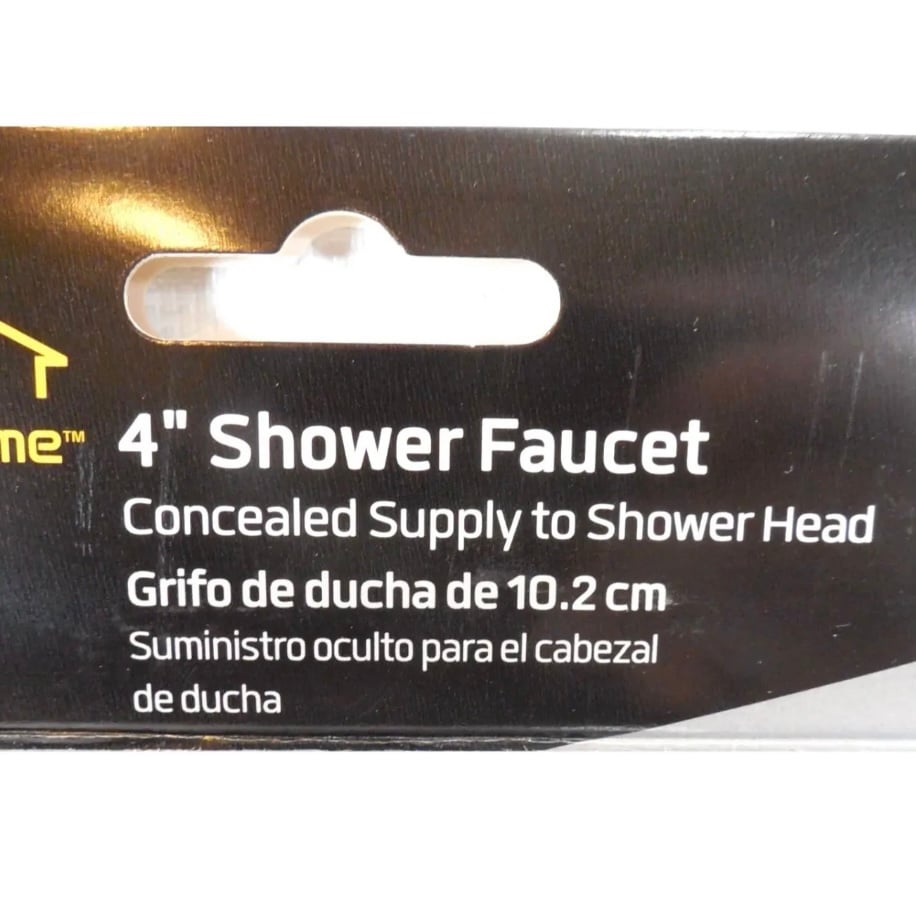 me™
4" Shower Faucet
Concealed Supply to Shower Head
Grifo de ducha de 10.2 cm
Suministro oculto para el cabezal
de ducha